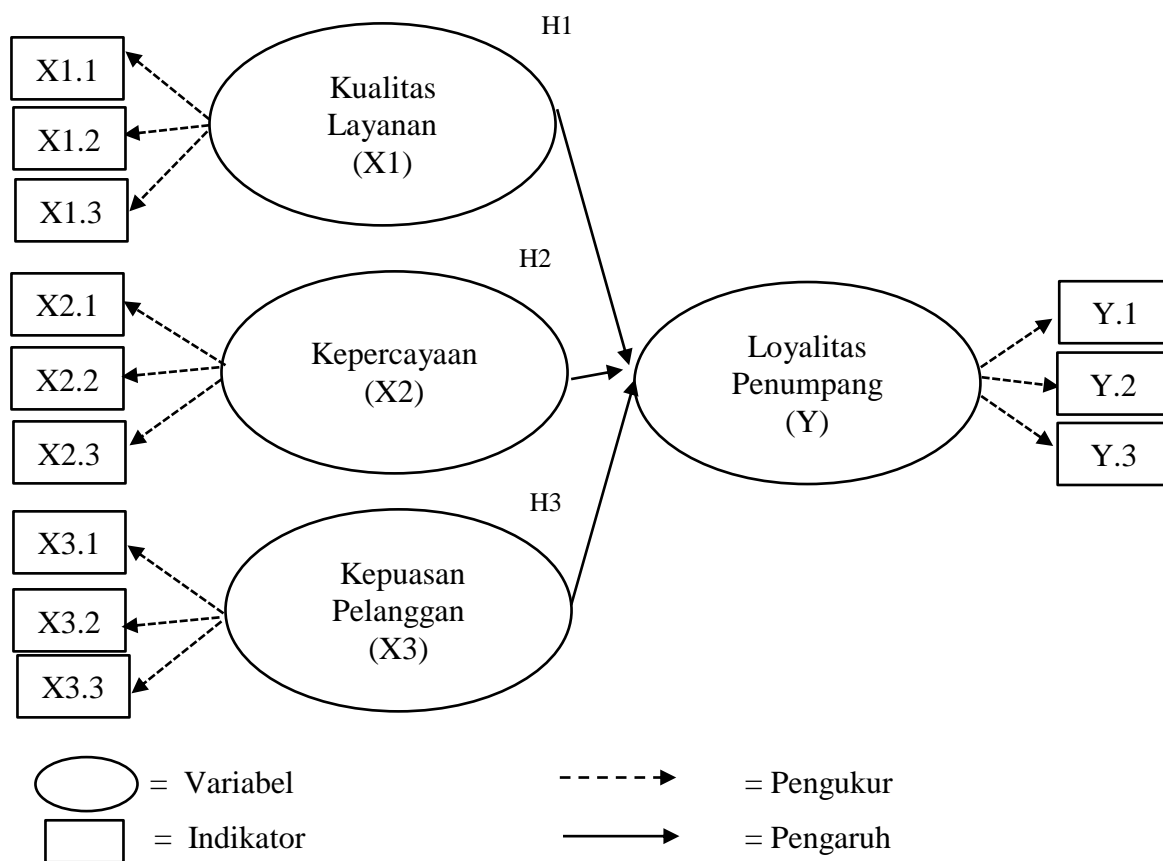 H1
X1.1
X1.2
X1.3
Kualitas
Layanan
(X1)
H2
X2.1
X2.2
X2.3
Kepercayaan
(X2)
Loyalitas
Penumpang
(Y)
Y.1
Y.2
Y.3
H3
X3.1
X3.2
X3.3
Kepuasan
Pelanggan
(X3)
= Variabel
= Pengukur
= Indikator
= Pengaruh